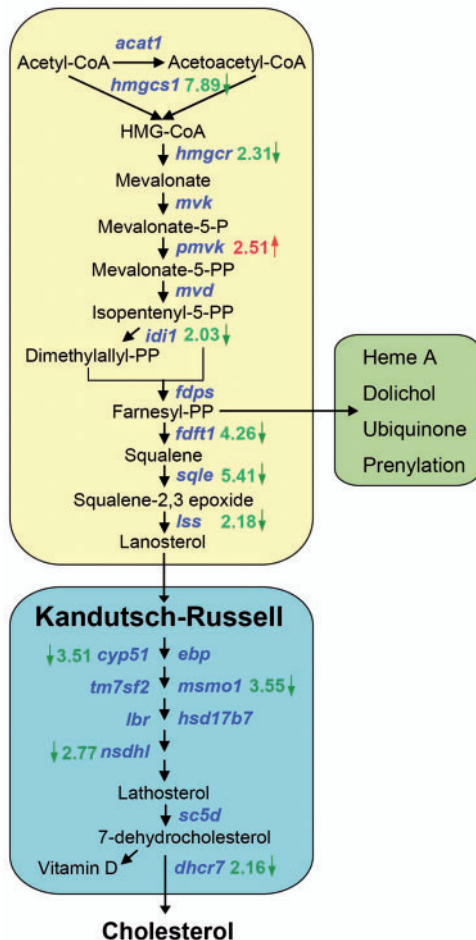 acat1
Acetyl-CoA Acetoacetyl-CoA
hmgcs1 7.89↓
HMG-CoA
hmgcr 2.31↓
Mevalonate
mvk
Mevalonate-5-P
pmvk 2.51↑
Mevalonate-5-PP
mvd
Isopentenyl-5-PP
idi1 2.03↓
Dimethylallyl-PP
fdps
Farnesyl-PP
fdft1 4.26↓
Squalene
sqle 5.41↓
Squalene-2,3 epoxide
lss 2.18↓
Lanosterol
Heme A
Dolichol
Ubiquinone
Prenylation
Kandutsch-Russell
↓3.51 cyp51 ebp
tm7sf2 msmo1 3.55↓
lbr hsd17b7
↓2.77 nsdhl
Lathosterol
sc5d
7-dehydrocholesterol
Vitamin D dhcr7 2.16↓
Cholesterol